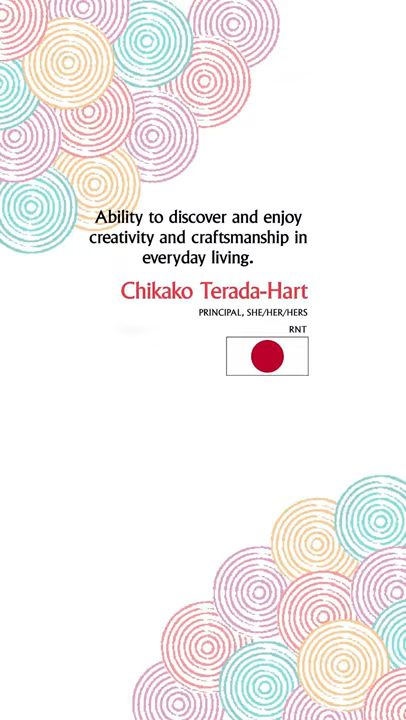 Ability to discover and enjoy
creativity and craftsmanship in
everyday living.
Chikako Terada-Hart
PRINCIPAL, SHE/HER/HERS
RNT